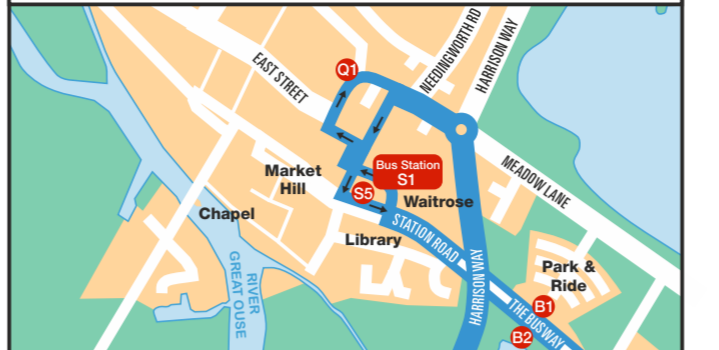 NEEDINGWORTH RD
HARRISON WAY
Q1
EAST STREET
Bus Station
S1
MEADOW LANE
Market
Hill
S5
Waitrose
Chapel
STATION ROAD
Library
RIVER
GREAT OUSE
HARRISON WAY
Park &
Ride
B1
THE BUSWAY
B2